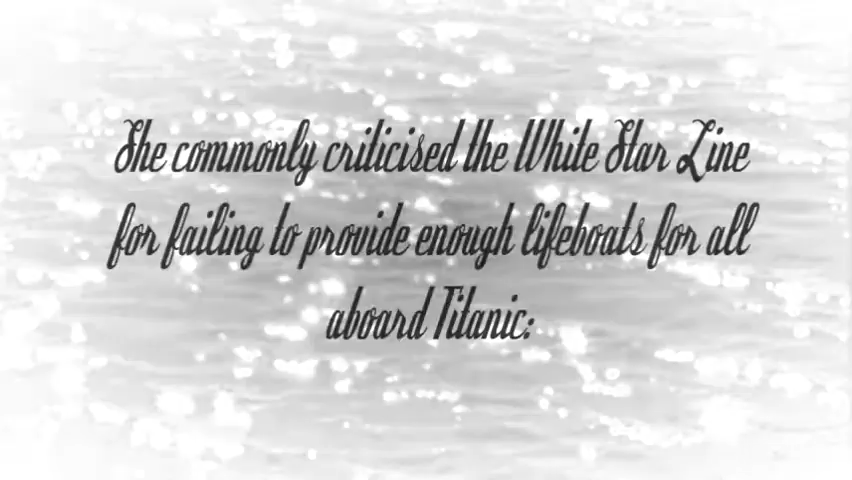 She commonly criticised the White Star Line
for failing to provide enough lifeboats for all
aboard Titanic: